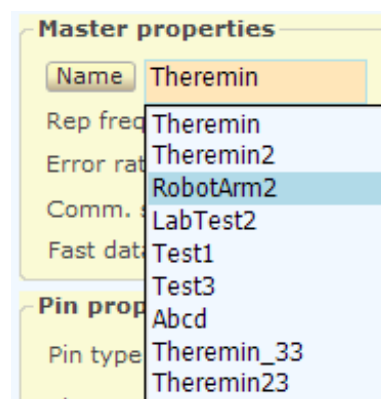 Master properties
Name Theremin
Rep freq Theremin
Error rat Theremin2
RobotArm2
Comm. LabTest2
Fast data Test1
Test3
Pin prop Abcd
Pin type Theremin_33
Theremin23